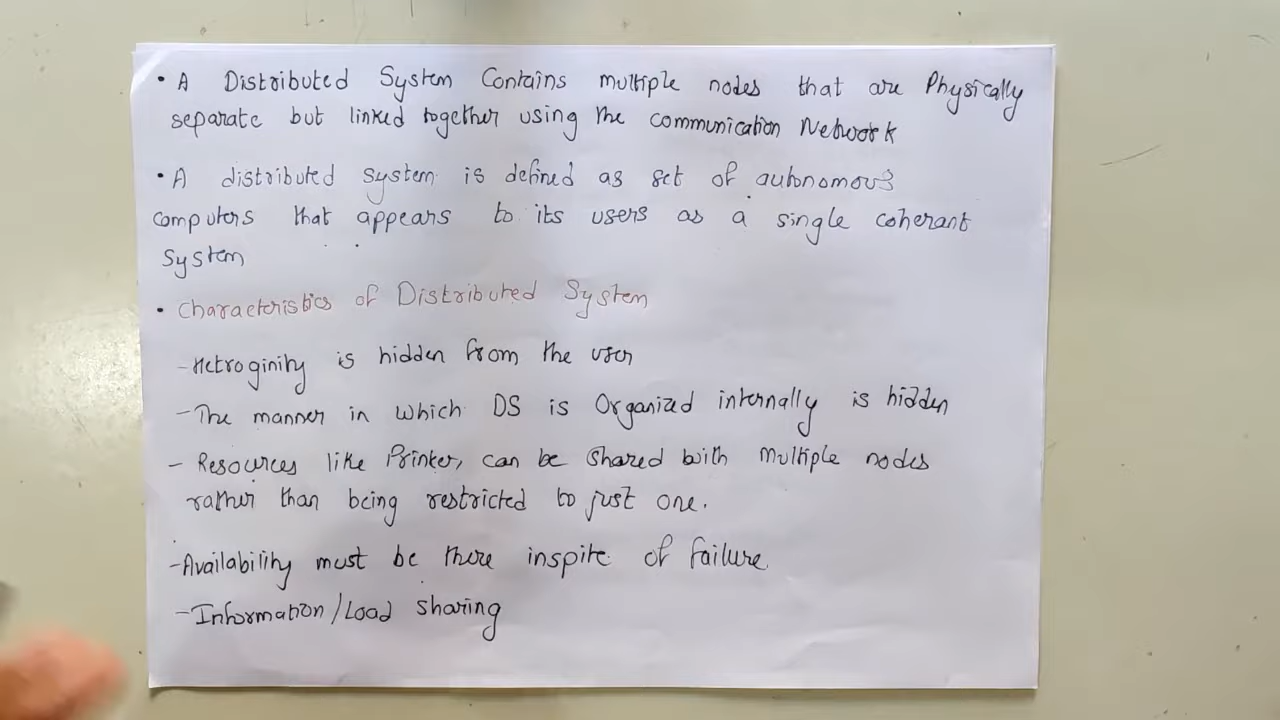 • A Distributed System Contains multiple nodes that are Physically
separate but linked together using the communication Network
• A distributed system is defined as set of autonomous
computers that appears to its users as a single coherant
system
• Characteristics of Distributed System
- Hetroginity is hidden from the user
- The manner in which DS is Organized internally is hidden
- Resources like Printer, can be shared with multiple nodes
rather than being restricted to just one.
- Availability must be there inspite of failure.
- Information/Load sharing